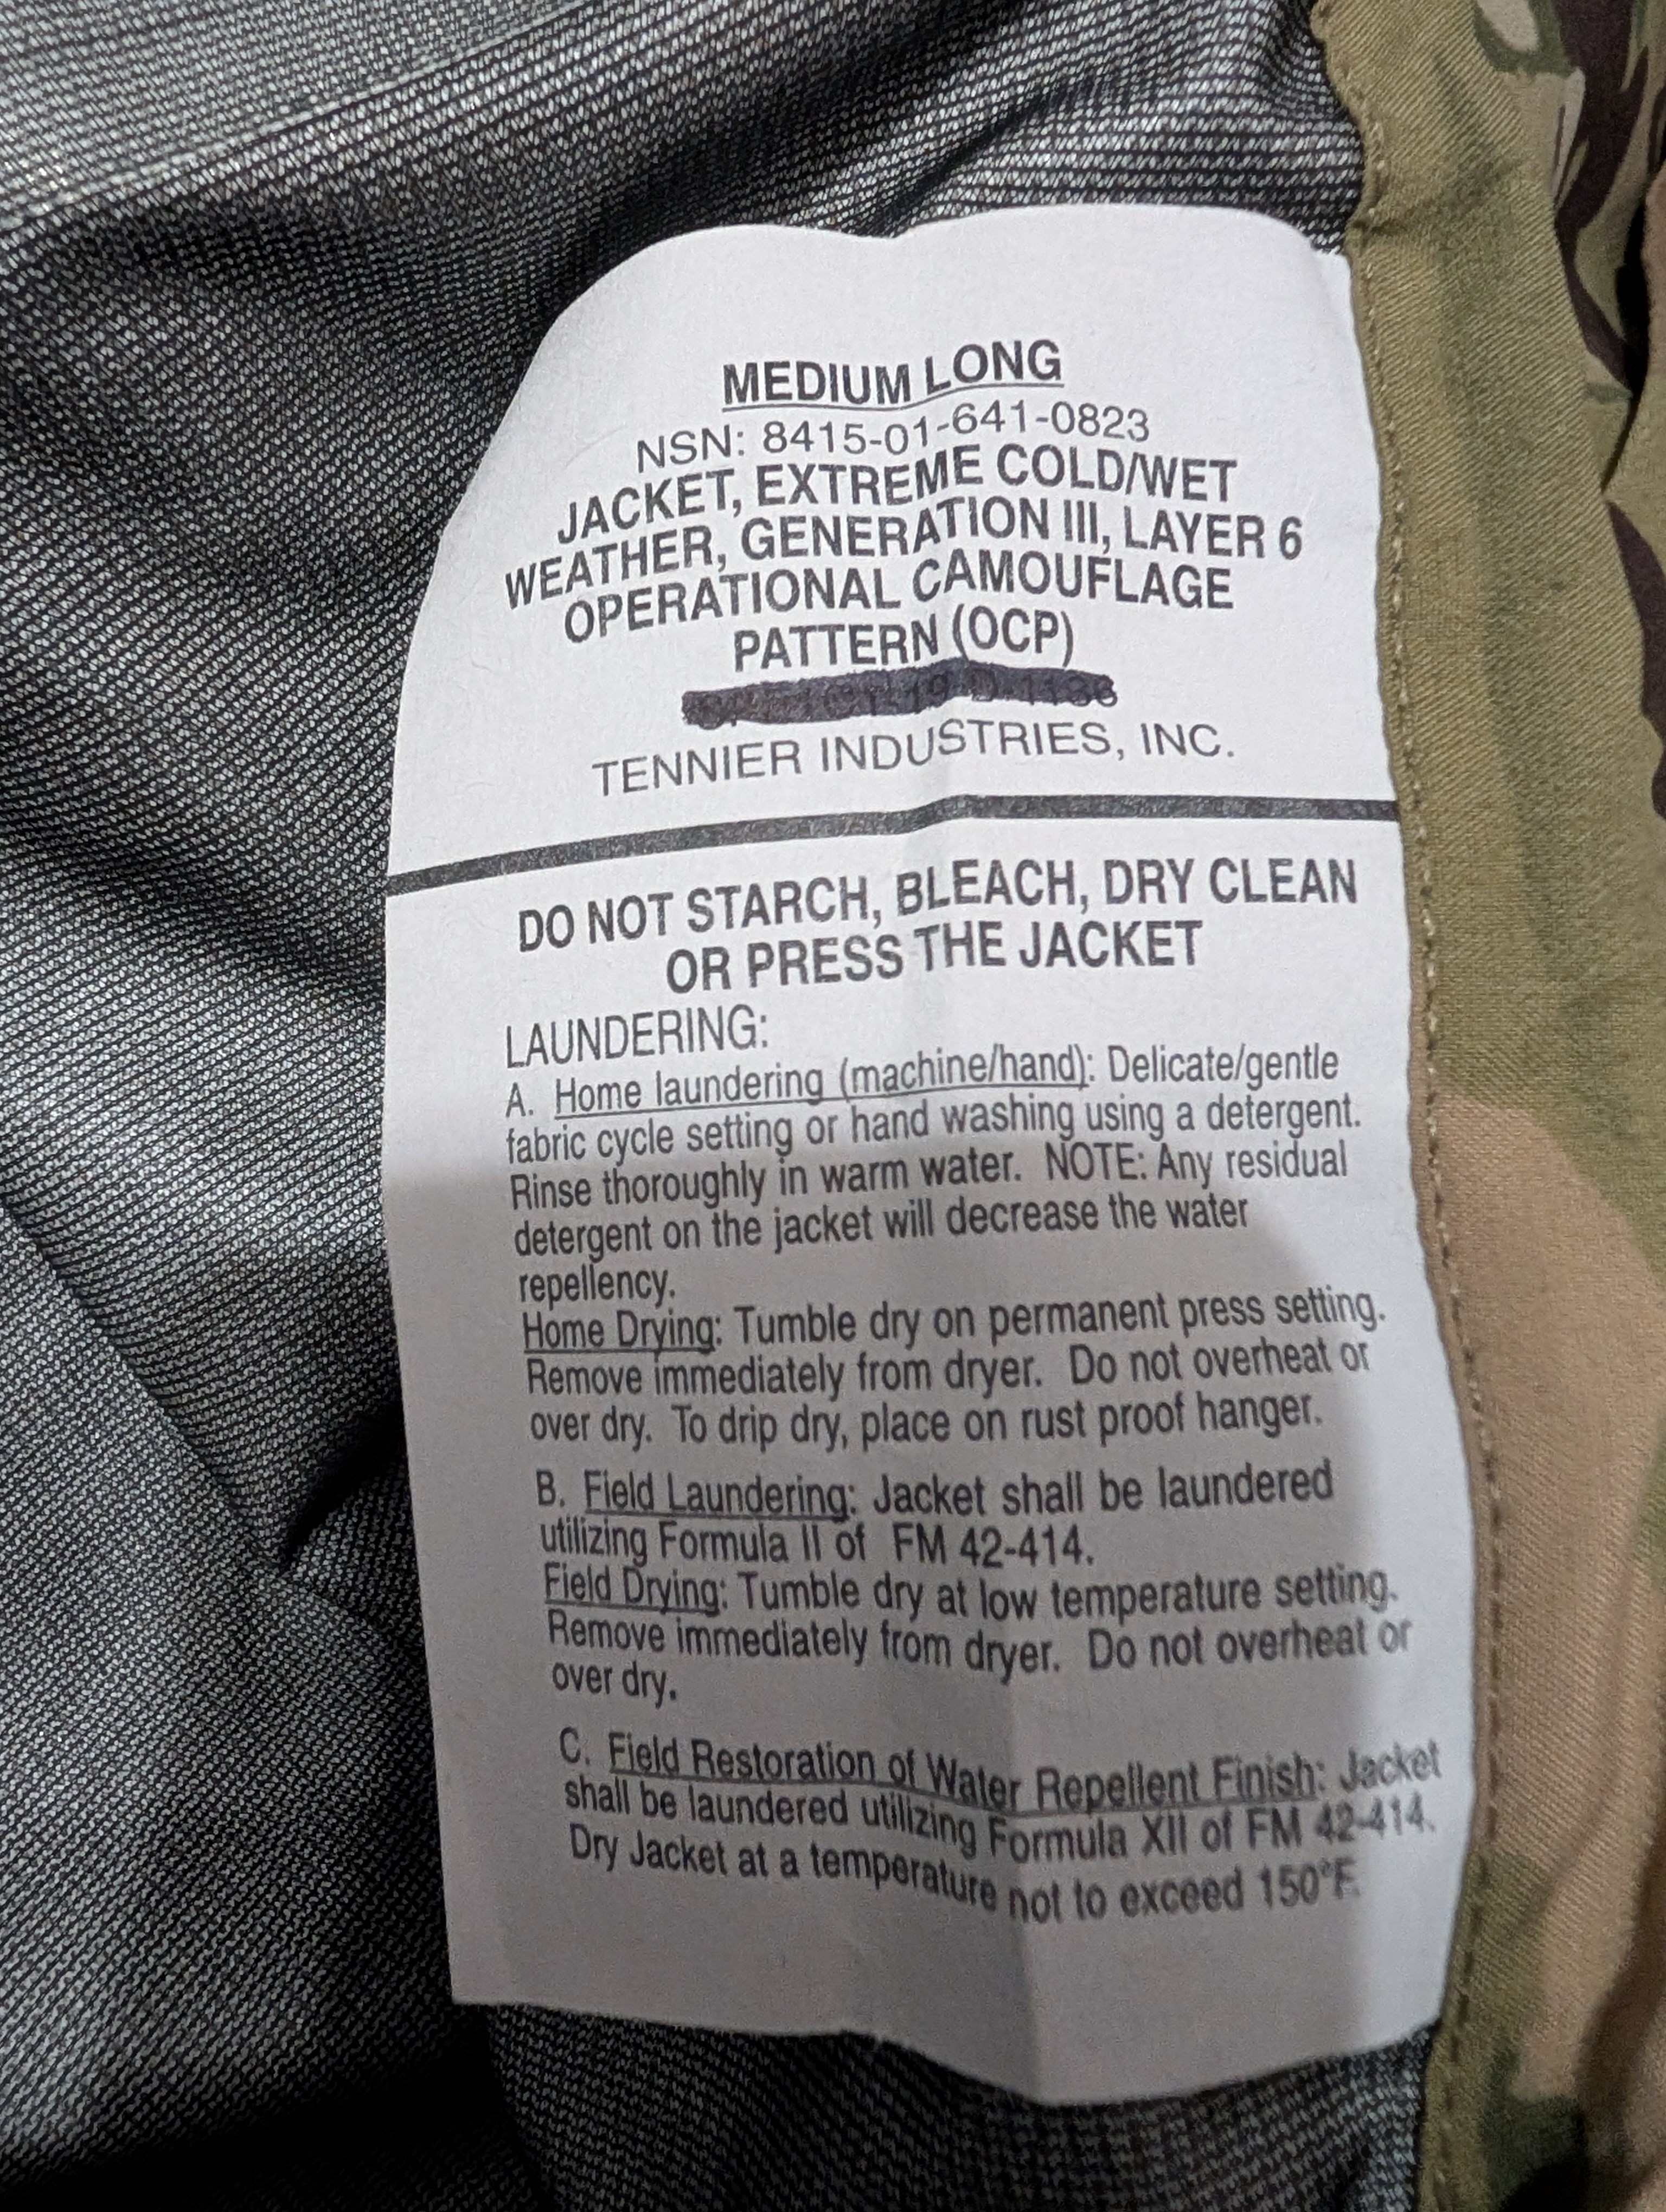 MEDIUM LONG
NSN: 8415-01-641-0823
JACKET, EXTREME COLD/WET
WEATHER, GENERATION III, LAYER 6
OPERATIONAL CAMOUFLAGE
PATTERN (OCP)
TENNIER INDUSTRIES, INC.
DO NOT STARCH, BLEACH, DRY CLEAN
OR PRESS THE JACKET
LAUNDERING:
A. Home laundering (machine/hand): Delicate/gentle
fabric cycle setting or hand washing using a detergent.
Rinse thoroughly in warm water. NOTE: Any residual
detergent on the jacket will decrease the water
repellency.
Home Drying: Tumble dry on permanent press setting.
Remove immediately from dryer. Do not overheat or
over dry. To drip dry, place on rust proof hanger.
B. Field Laundering: Jacket shall be laundered
utilizing Formula II of FM 42-414.
Field Drying: Tumble dry at low temperature setting.
Remove immediately from dryer. Do not overheat or
over dry.
C. Field Restoration of Water Repellent Finish: Jacket
shall be laundered utilizing Formula XII of FM 42-414.
Dry Jacket at a temperature not to exceed 150°F.